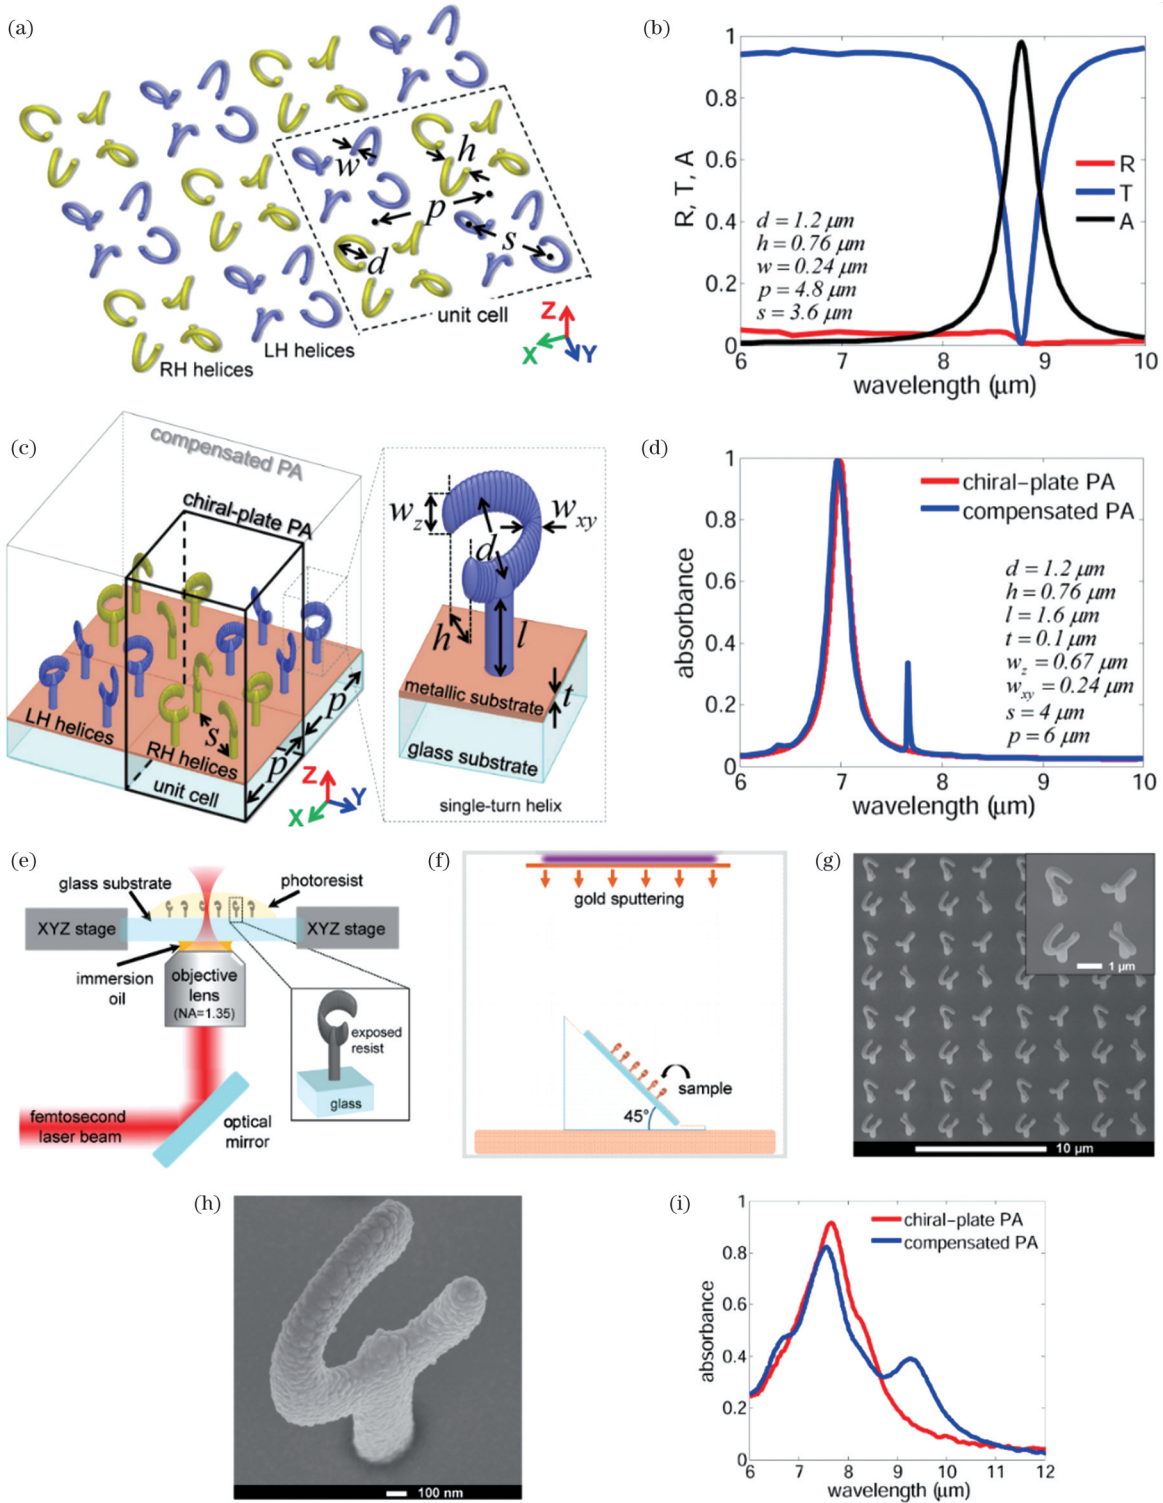 (a)
w
h
p
s
d
unit cell
LH helices
RH helices
Z
X
Y
(b)
R, T, A
1
0.8
0.6
0.4
0.2
0
R
T
A
d = 1.2 μm
h = 0.76 μm
w = 0.24 μm
p = 4.8 μm
s = 3.6 μm
6 7 8 9 10
wavelength (μm)
(c)
compensated PA
chiral-plate PA
LH helices
RH helices
s
p
p
unit cell
Z
X
Y
w_z
w_xy
d
h
l
t
metallic substrate
glass substrate
single-turn helix
(d)
absorbance
1
0.8
0.6
0.4
0.2
0
chiral-plate PA
compensated PA
d = 1.2 μm
h = 0.76 μm
l = 1.6 μm
t = 0.1 μm
w_z = 0.67 μm
w_xy = 0.24 μm
s = 4 μm
p = 6 μm
6 7 8 9 10
wavelength (μm)
(e)
glass substrate
photoresist
XYZ stage
XYZ stage
immersion
oil
objective
lens
(NA=1.35)
exposed
resist
glass
femtosecond
laser beam
optical
mirror
(f)
gold sputtering
sample
45°
(g)
1 μm
10 μm
(h)
100 nm
(i)
absorbance
1
0.8
0.6
0.4
0.2
0
chiral-plate PA
compensated PA
6 7 8 9 10 11 12
wavelength (μm)